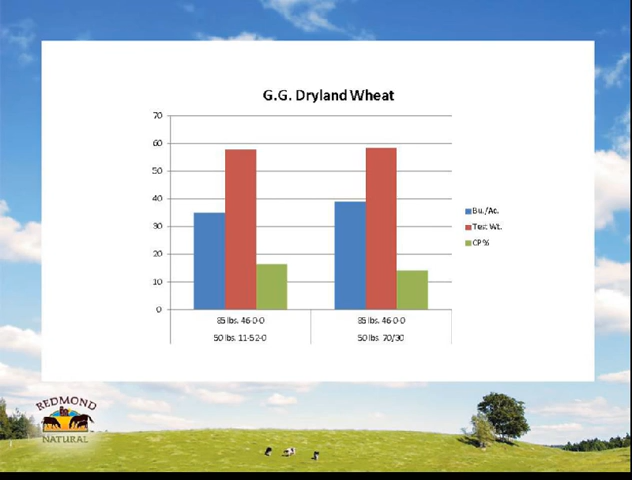 G.G. Dryland Wheat
70
60
50
40
30
20
10
0
85 lbs. 46-0-0
85 lbs. 46-0-0
50 lbs. 11-52-0
50 lbs 70/30
Bu./Ac.
Test Wt.
CP%
REDMOND
NATURAL